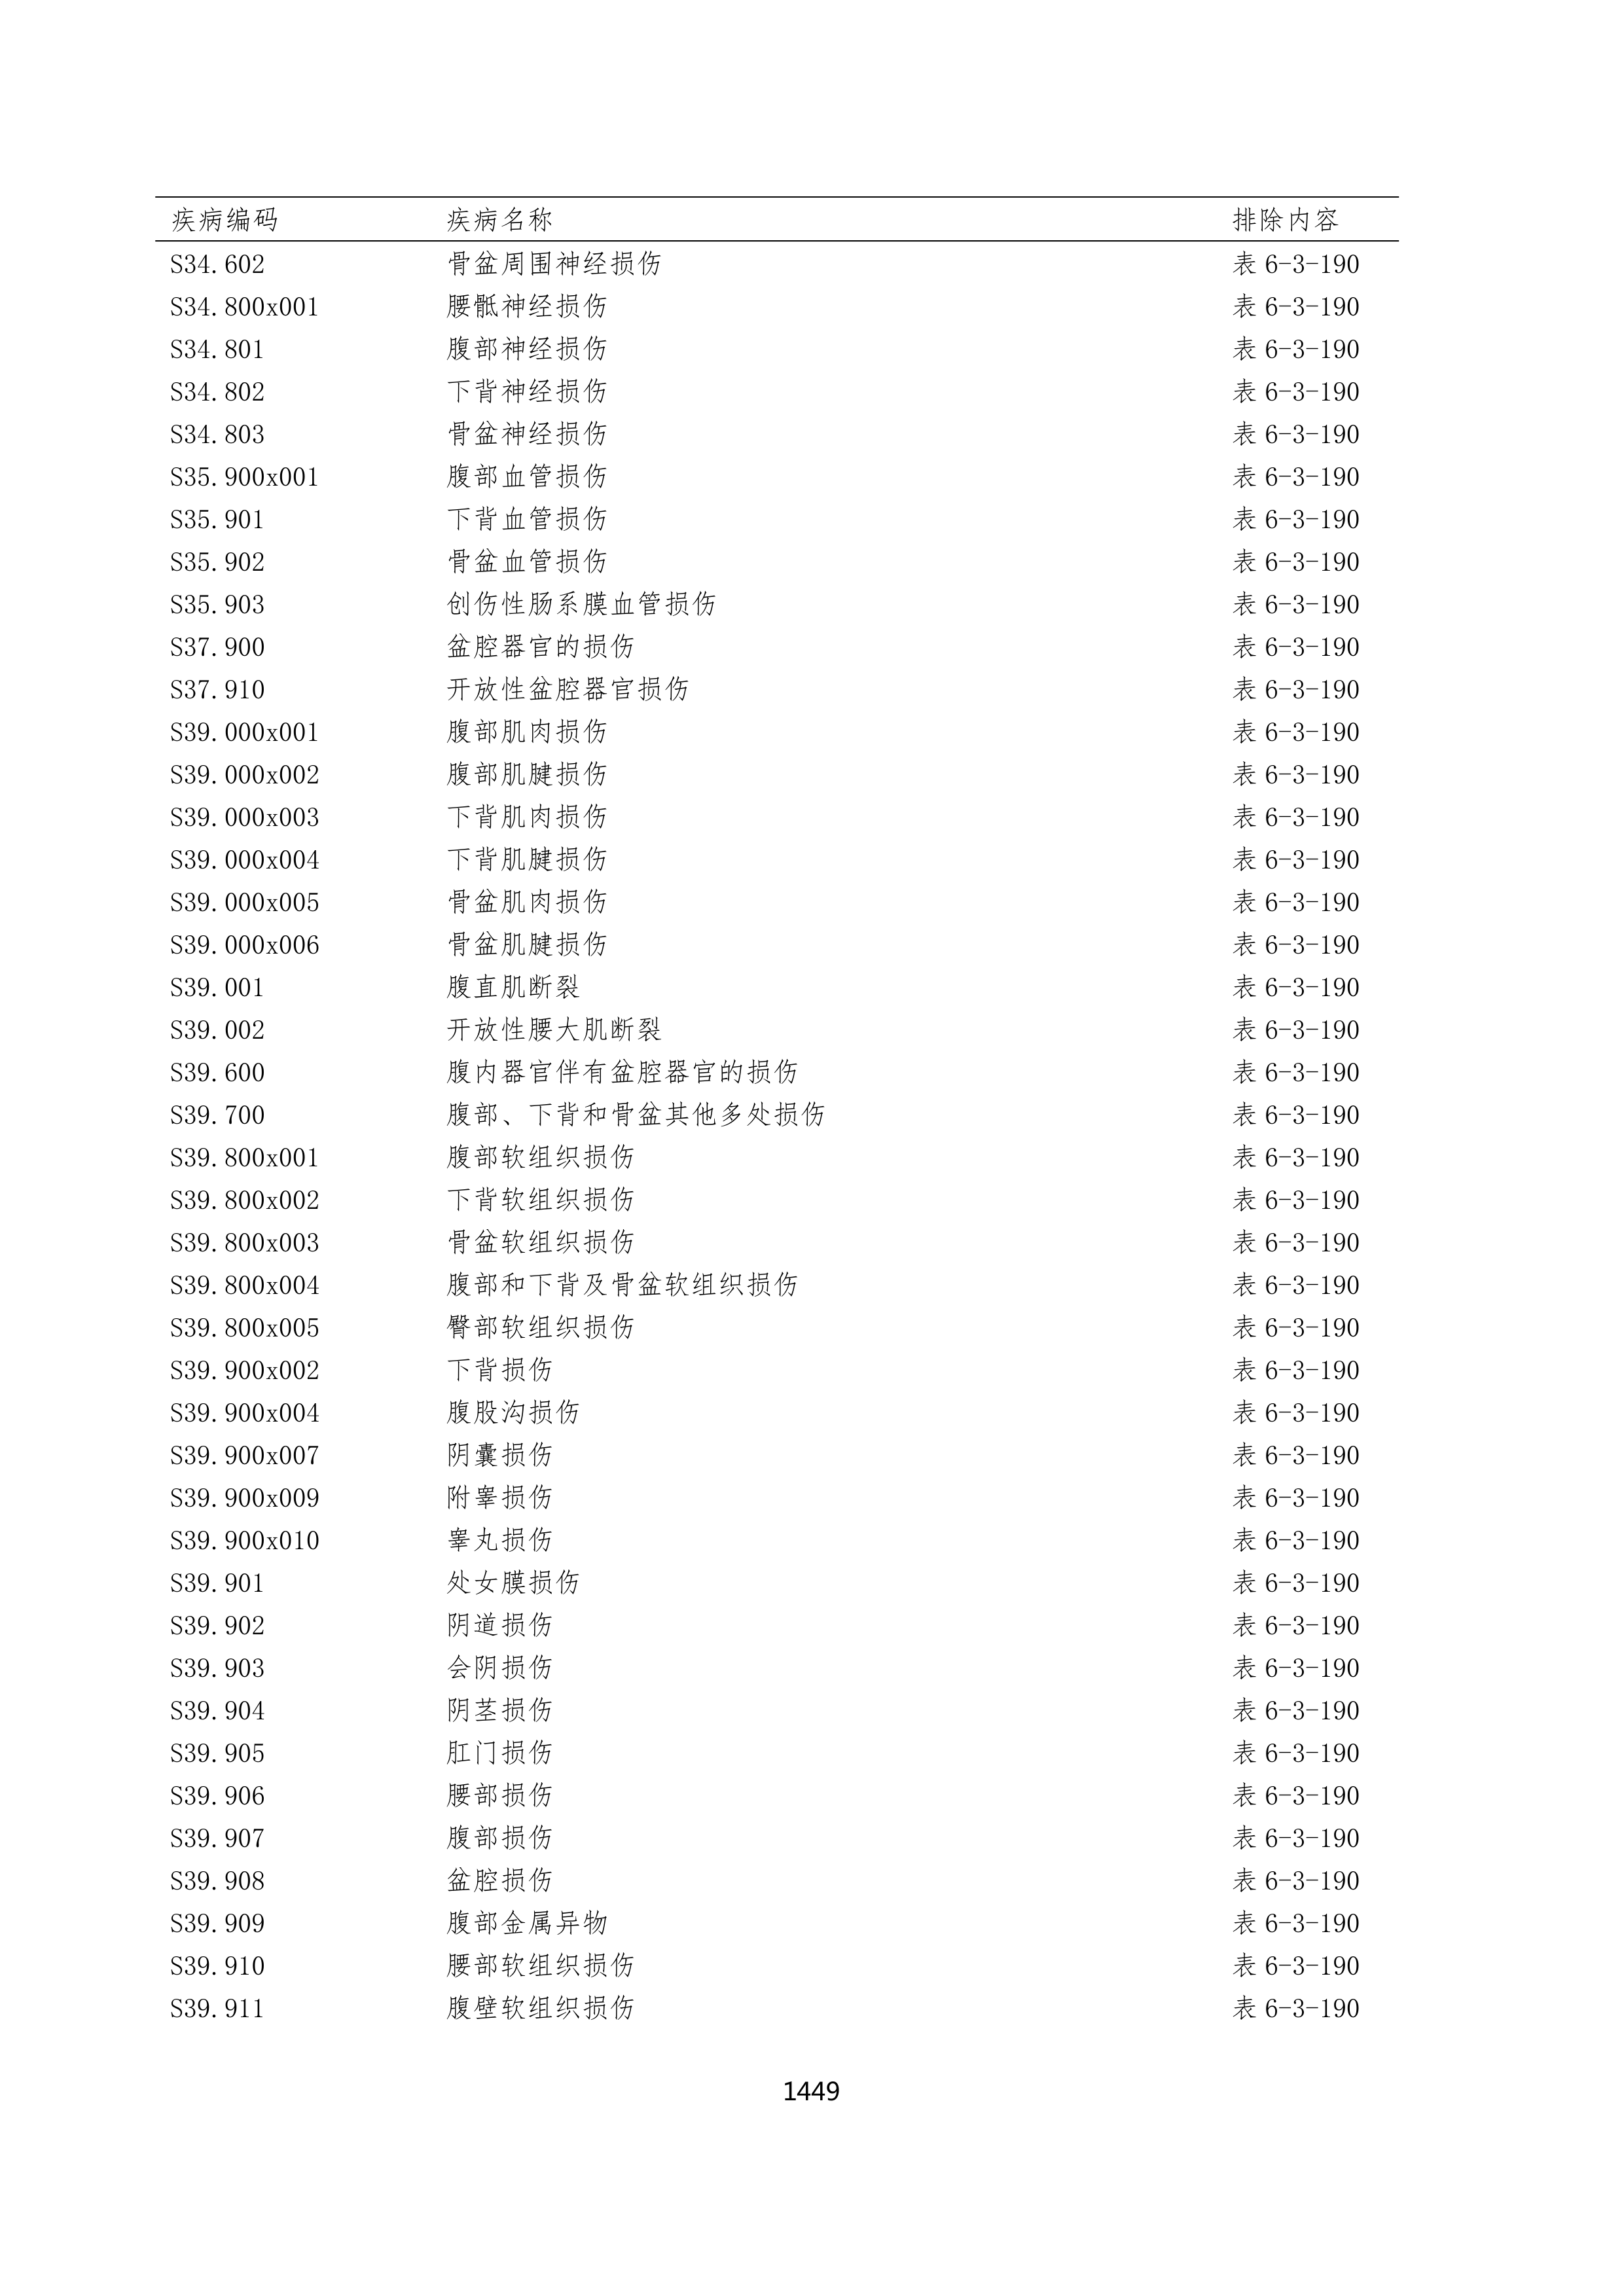 疾病编码 疾病名称 排除内容
S34.602 骨盆周围神经损伤 表 6-3-190
S34.800x001 腰骶神经损伤 表 6-3-190
S34.801 腹部神经损伤 表 6-3-190
S34.802 下背神经损伤 表 6-3-190
S34.803 骨盆神经损伤 表 6-3-190
S35.900x001 腹部血管损伤 表 6-3-190
S35.901 下背血管损伤 表 6-3-190
S35.902 骨盆血管损伤 表 6-3-190
S35.903 创伤性肠系膜血管损伤 表 6-3-190
S37.900 盆腔器官的损伤 表 6-3-190
S37.910 开放性盆腔器官损伤 表 6-3-190
S39.000x001 腹部肌肉损伤 表 6-3-190
S39.000x002 腹部肌腱损伤 表 6-3-190
S39.000x003 下背肌肉损伤 表 6-3-190
S39.000x004 下背肌腱损伤 表 6-3-190
S39.000x005 骨盆肌肉损伤 表 6-3-190
S39.000x006 骨盆肌腱损伤 表 6-3-190
S39.001 腹直肌断裂 表 6-3-190
S39.002 开放性腰大肌断裂 表 6-3-190
S39.600 腹内器官伴有盆腔器官的损伤 表 6-3-190
S39.700 腹部、下背和骨盆其他多处损伤 表 6-3-190
S39.800x001 腹部软组织损伤 表 6-3-190
S39.800x002 下背软组织损伤 表 6-3-190
S39.800x003 骨盆软组织损伤 表 6-3-190
S39.800x004 腹部和下背及骨盆软组织损伤 表 6-3-190
S39.800x005 臀部软组织损伤 表 6-3-190
S39.900x002 下背损伤 表 6-3-190
S39.900x004 腹股沟损伤 表 6-3-190
S39.900x007 阴囊损伤 表 6-3-190
S39.900x009 附睾损伤 表 6-3-190
S39.900x010 睾丸损伤 表 6-3-190
S39.901 处女膜损伤 表 6-3-190
S39.902 阴道损伤 表 6-3-190
S39.903 会阴损伤 表 6-3-190
S39.904 阴茎损伤 表 6-3-190
S39.905 肛门损伤 表 6-3-190
S39.906 腰部损伤 表 6-3-190
S39.907 腹部损伤 表 6-3-190
S39.908 盆腔损伤 表 6-3-190
S39.909 腹部金属异物 表 6-3-190
S39.910 腰部软组织损伤 表 6-3-190
S39.911 腹壁软组织损伤 表 6-3-190
1449